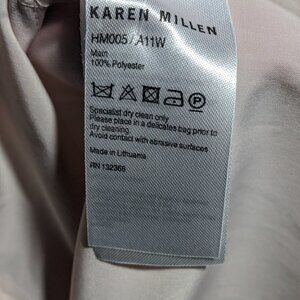 KAREN MILLEN
HM005 / A11W
Main
100% Polyester
Specialist dry clean only
Please place in a delicates bag prior to
dry cleaning
Avoid contact with abrasive surfaces
Made in Lithuania
RN 132366